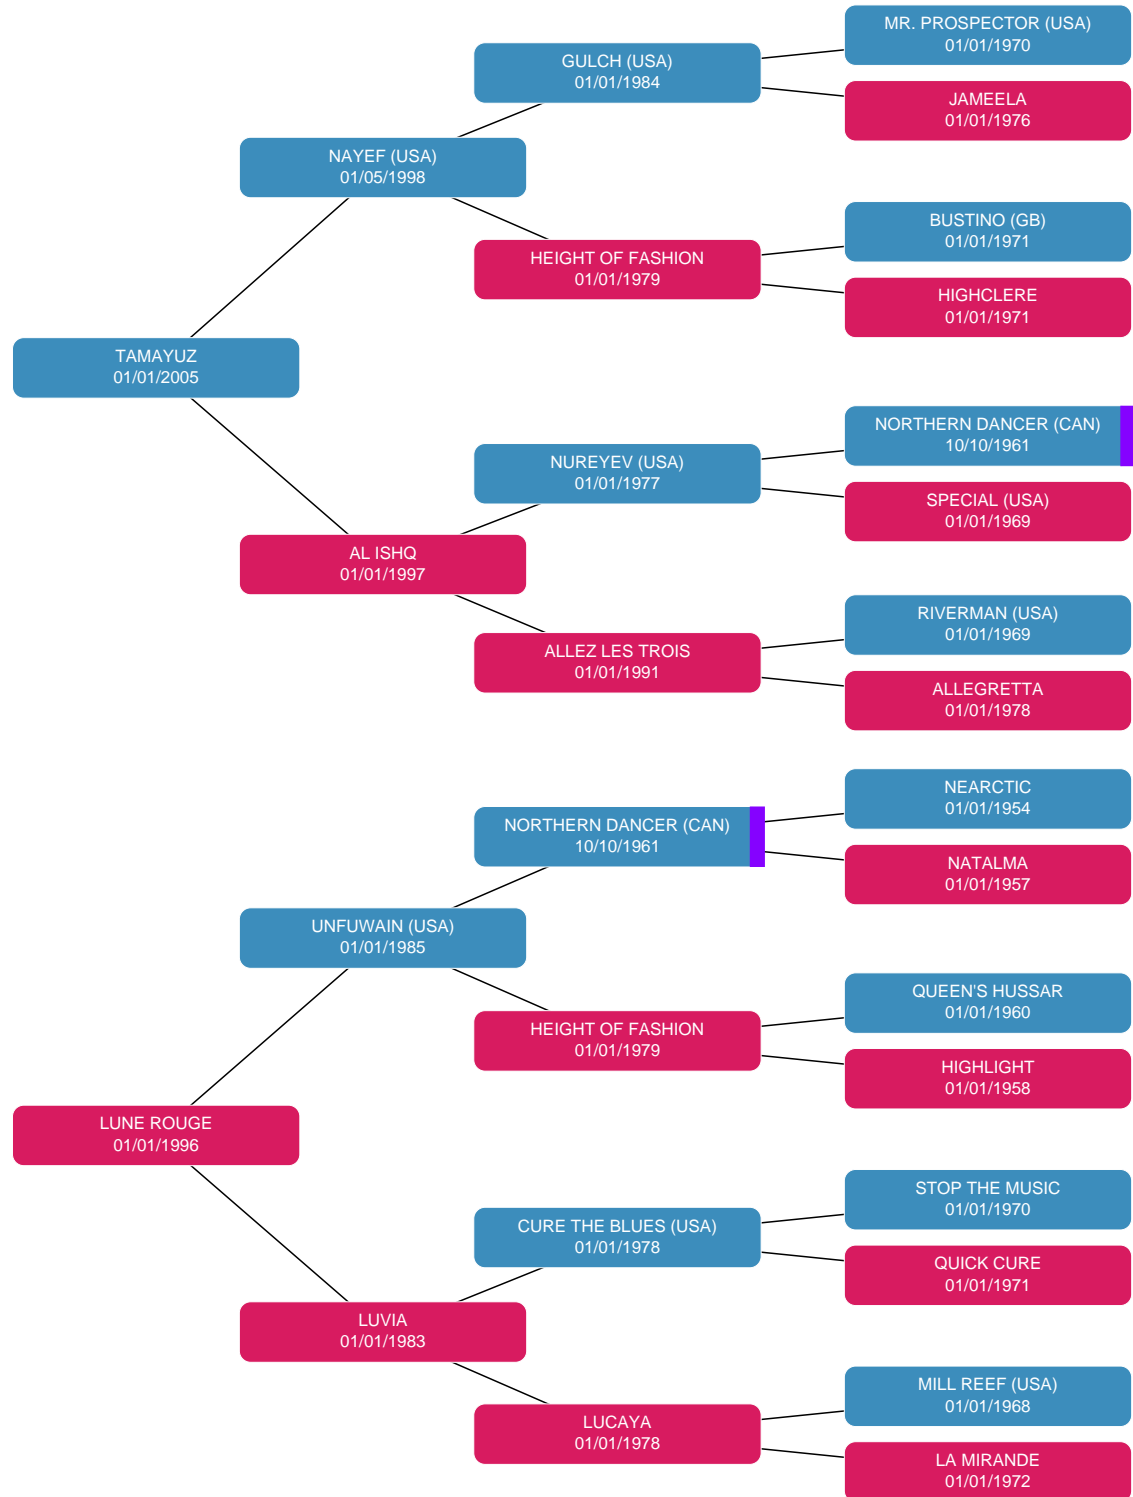 MR. PROSPECTOR (USA)
01/01/1970
GULCH (USA)
01/01/1984
JAMEELA
01/01/1976
NAYEF (USA)
01/05/1998
BUSTINO (GB)
01/01/1971
HEIGHT OF FASHION
01/01/1979
HIGHCLERE
01/01/1971
TAMAYUZ
01/01/2005
NORTHERN DANCER (CAN)
10/10/1961
NUREYEV (USA)
01/01/1977
SPECIAL (USA)
01/01/1969
AL ISHQ
01/01/1997
RIVERMAN (USA)
01/01/1969
ALLEZ LES TROIS
01/01/1991
ALLEGRETTA
01/01/1978
NEARCTIC
01/01/1954
NORTHERN DANCER (CAN)
10/10/1961
NATALMA
01/01/1957
UNFUWAIN (USA)
01/01/1985
QUEEN'S HUSSAR
01/01/1960
HEIGHT OF FASHION
01/01/1979
HIGHLIGHT
01/01/1958
LUNE ROUGE
01/01/1996
STOP THE MUSIC
01/01/1970
CURE THE BLUES (USA)
01/01/1978
QUICK CURE
01/01/1971
LUVIA
01/01/1983
MILL REEF (USA)
01/01/1968
LUCAYA
01/01/1978
LA MIRANDE
01/01/1972